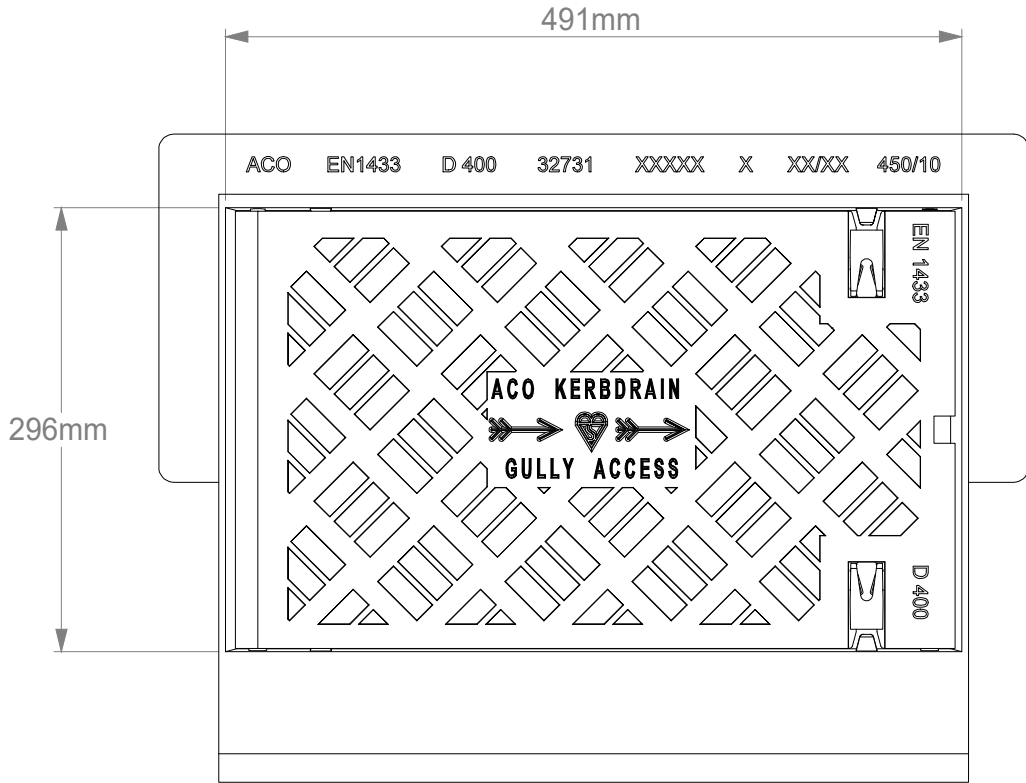 491mm
ACO EN1433 D 400 32731 XXXXX X XX/XX 450/10
EN 1433
296mm
ACO KERBDRAIN
GULLY ACCESS
D 400